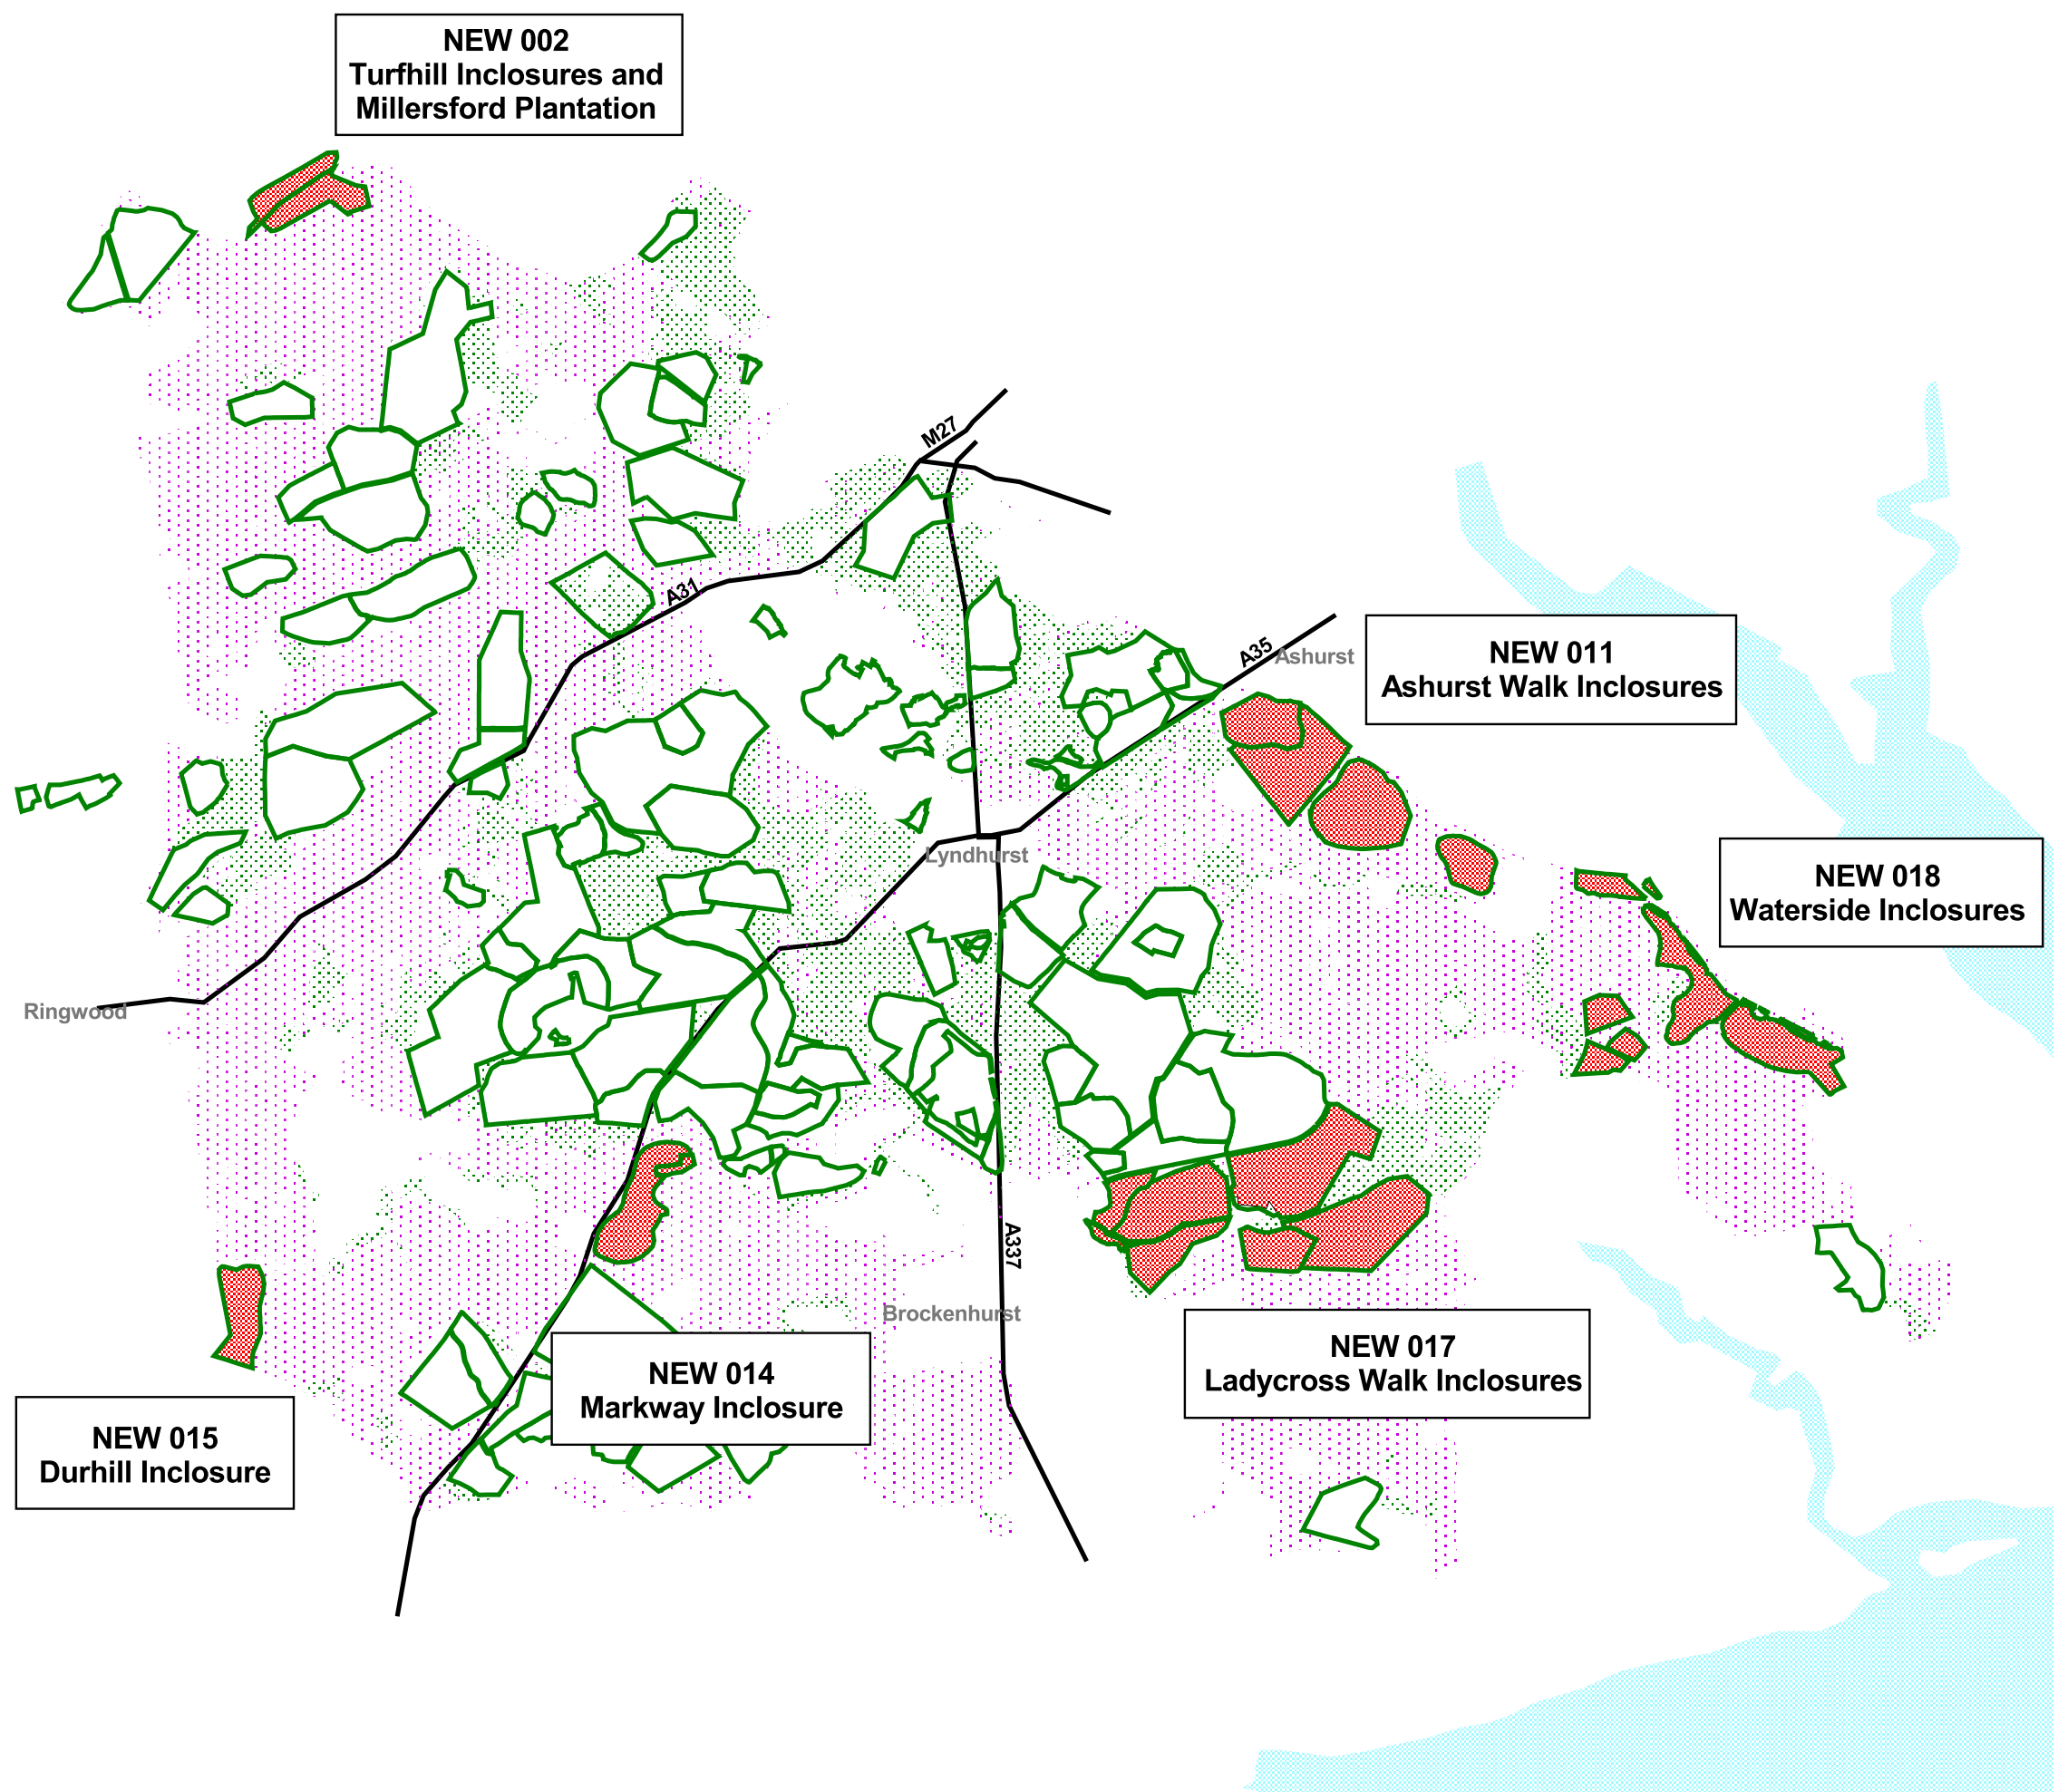 NEW 002
Turfhill Inclosures and
Millersford Plantation
M27
A31
A35
Ashurst
NEW 011
Ashurst Walk Inclosures
Lyndhurst
NEW 018
Waterside Inclosures
Ringwood
A337
Brockenhurst
NEW 017
Ladycross Walk Inclosures
NEW 014
Markway Inclosure
NEW 015
Durhill Inclosure